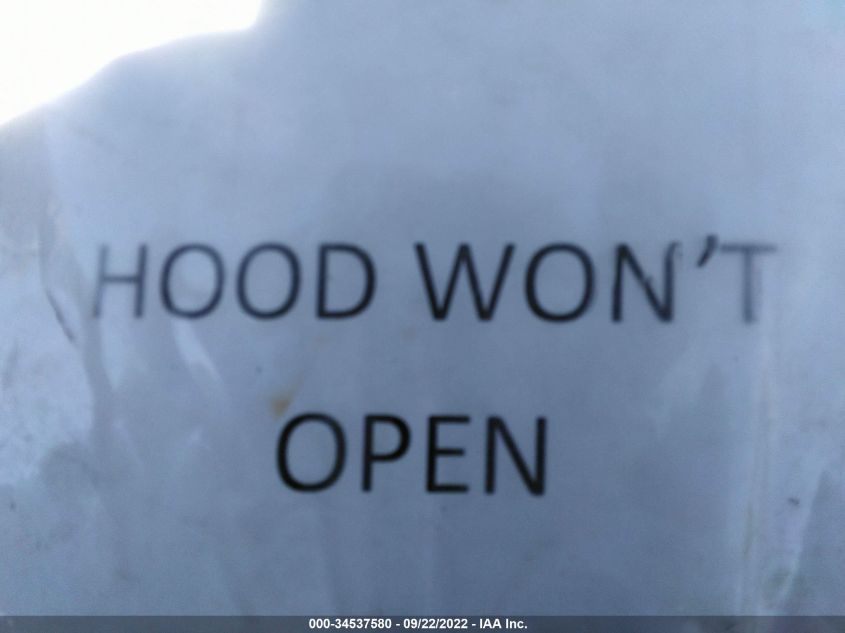 HOOD WON’T
OPEN
000-34537580 - 09/22/2022 - IAA Inc.